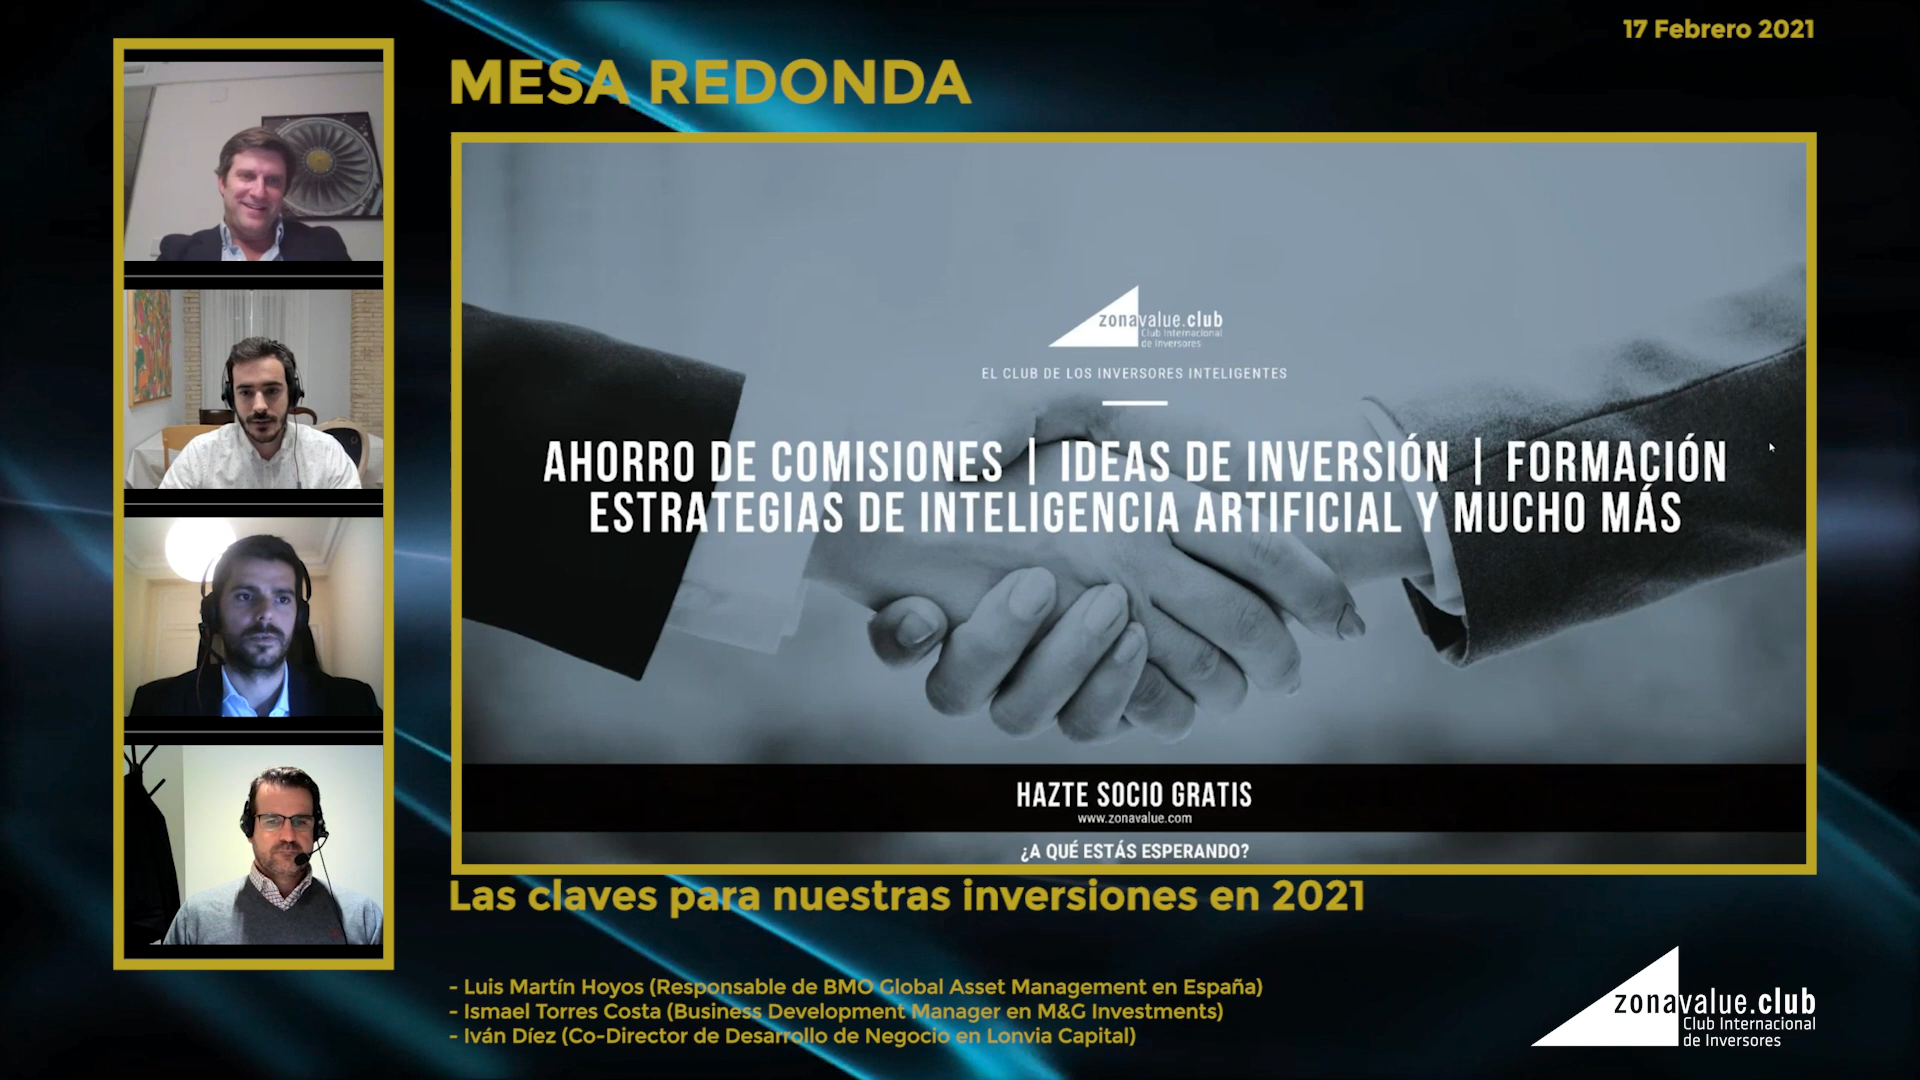 17 Febrero 2021
MESA REDONDA
zonavalue.club
Club Internacional
de Inversores
EL CLUB DE LOS INVERSORES INTELIGENTES
AHORRO DE COMISIONES | IDEAS DE INVERSIÓN | FORMACIÓN
ESTRATEGIAS DE INTELIGENCIA ARTIFICIAL Y MUCHO MÁS
HAZTE SOCIO GRATIS
www.zonavalue.com
¿A QUÉ ESTÁS ESPERANDO?
Las claves para nuestras inversiones en 2021
- Luis Martín Hoyos (Responsable de BMO Global Asset Management en España)
- Ismael Torres Costa (Business Development Manager en M&G Investments)
- Iván Díez (Co-Director de Desarrollo de Negocio en Lonvia Capital)
zonavalue.club
Club Internacional
de Inversores